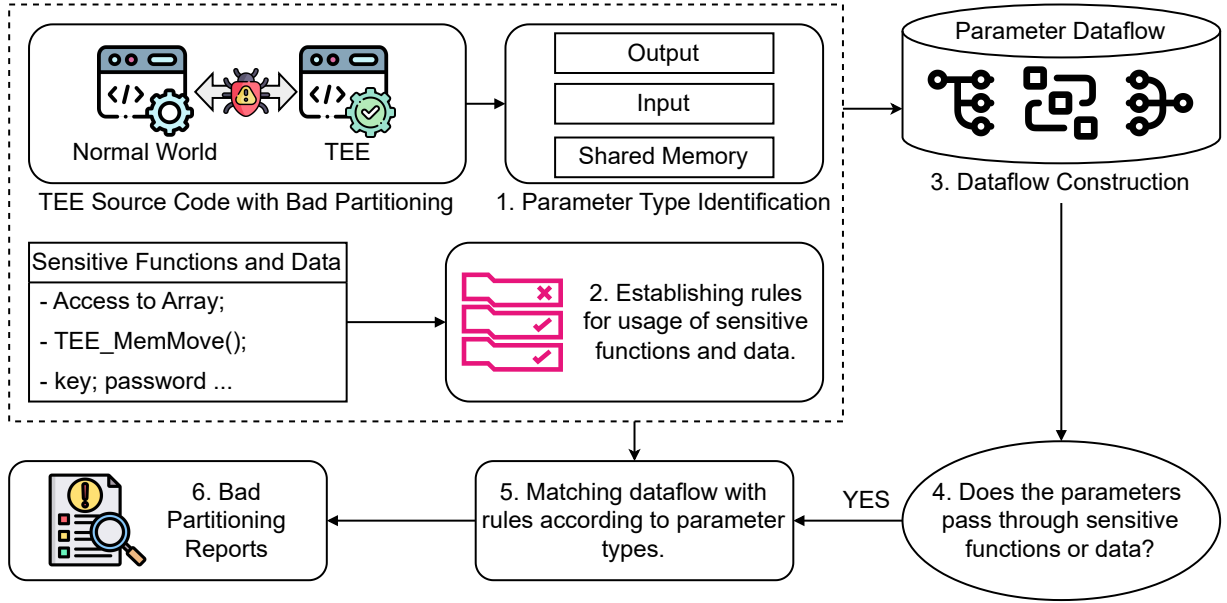 </>
</>
Normal World
TEE
TEE Source Code with Bad Partitioning
Output
Input
Shared Memory
1. Parameter Type Identification
Parameter Dataflow
3. Dataflow Construction
Sensitive Functions and Data
- Access to Array;
- TEE_MemMove();
- key; password ...
2. Establishing rules
for usage of sensitive
functions and data.
4. Does the parameters
pass through sensitive
functions or data?
YES
5. Matching dataflow with
rules according to parameter
types.
6. Bad
Partitioning
Reports